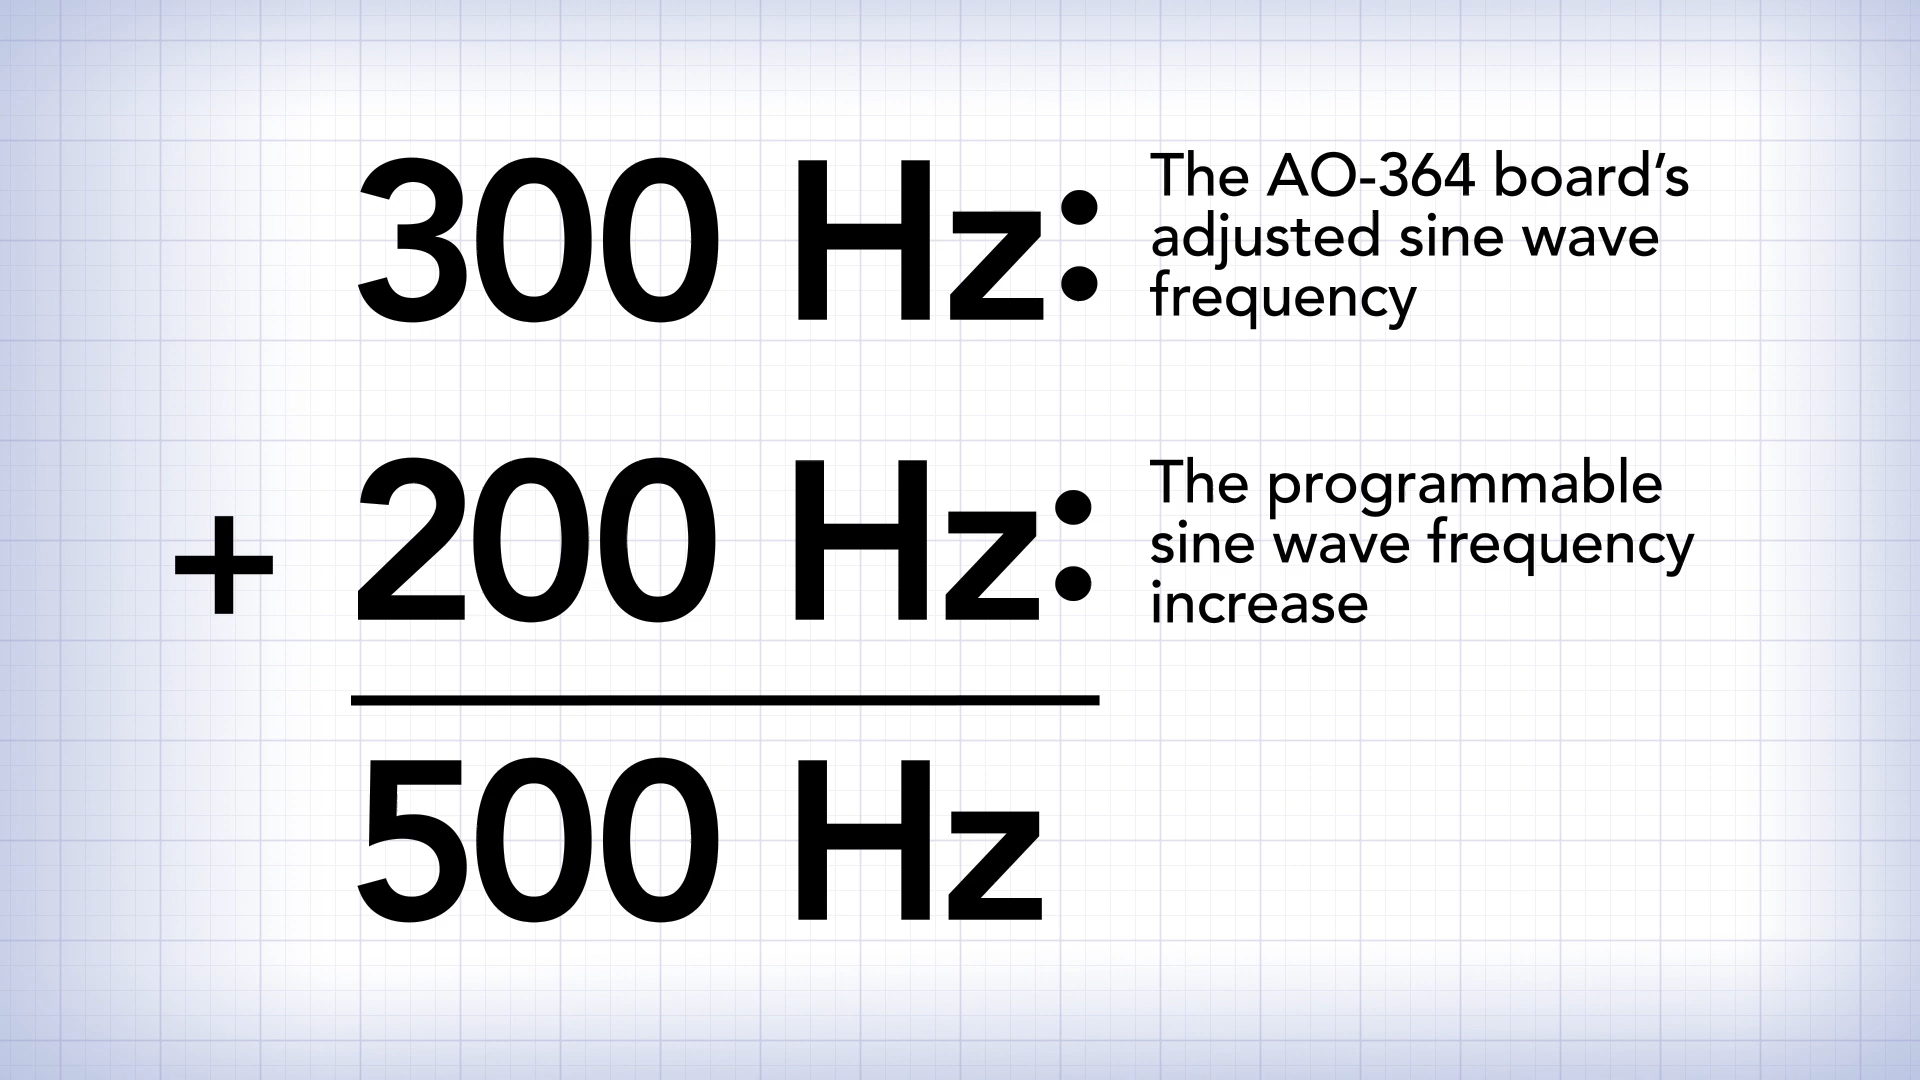 300 Hz: The AO-364 board's
adjusted sine wave
frequency
+ 200 Hz: The programmable
sine wave frequency
increase
500 Hz